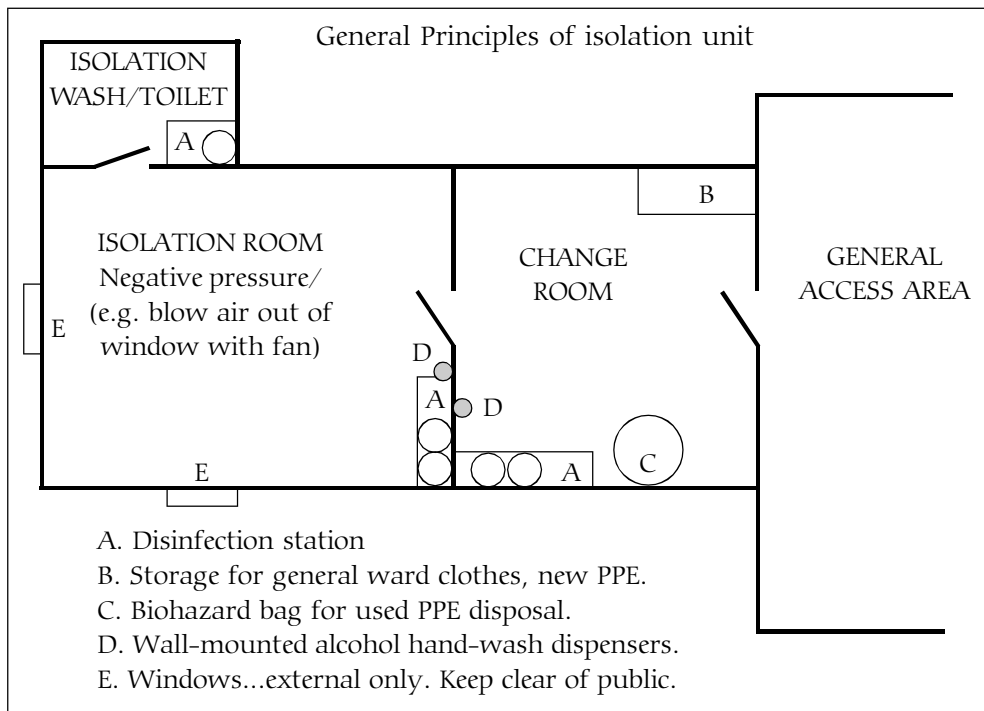 General Principles of isolation unit
ISOLATION
WASH/TOILET
A
B
ISOLATION ROOM
Negative pressure/
(e.g. blow air out of
window with fan)
CHANGE
ROOM
GENERAL
ACCESS AREA
E
D
A
D
E
A
C
A. Disinfection station
B. Storage for general ward clothes, new PPE.
C. Biohazard bag for used PPE disposal.
D. Wall-mounted alcohol hand-wash dispensers.
E. Windows...external only. Keep clear of public.